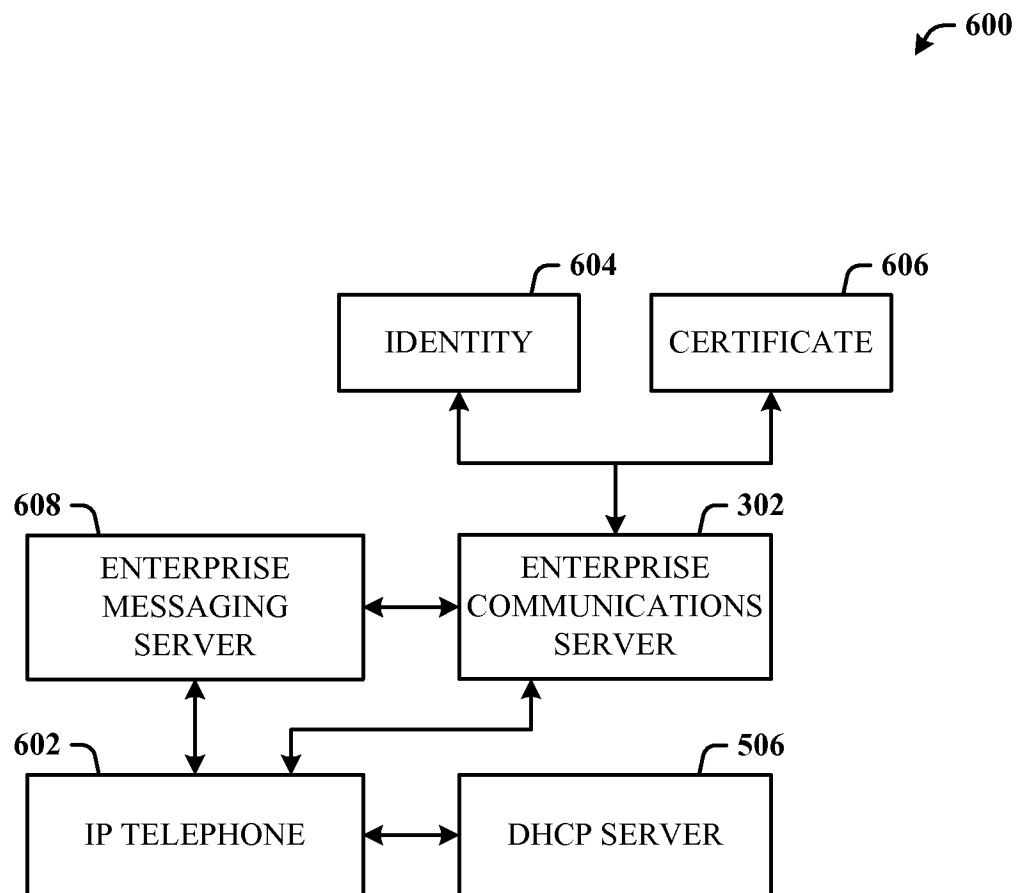 600
604
606
IDENTITY
CERTIFICATE
608
302
ENTERPRISE
MESSAGING
SERVER
ENTERPRISE
COMMUNICATIONS
SERVER
602
506
IP TELEPHONE
DHCP SERVER